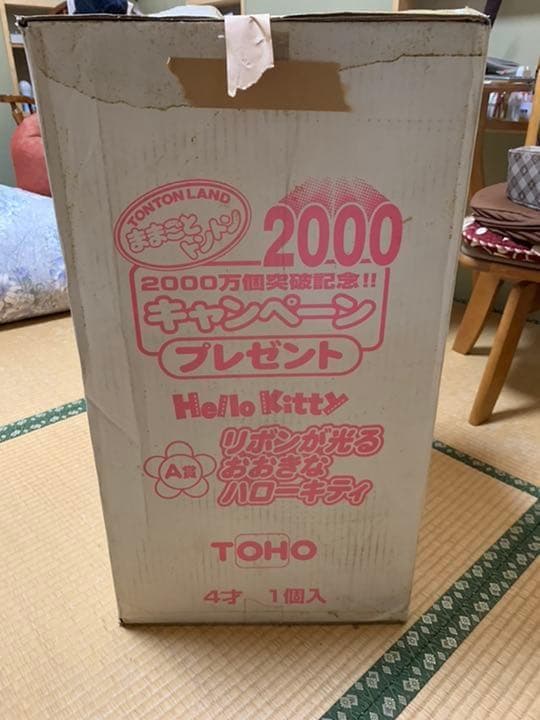 TONTON LAND
ままごと
トントン
2000
2000万個突破記念!!
キャンペーン
プレゼント
Hello Kitty
A賞
リボンが光る
おおきな
ハローキティ
TOHO
4才 1個入